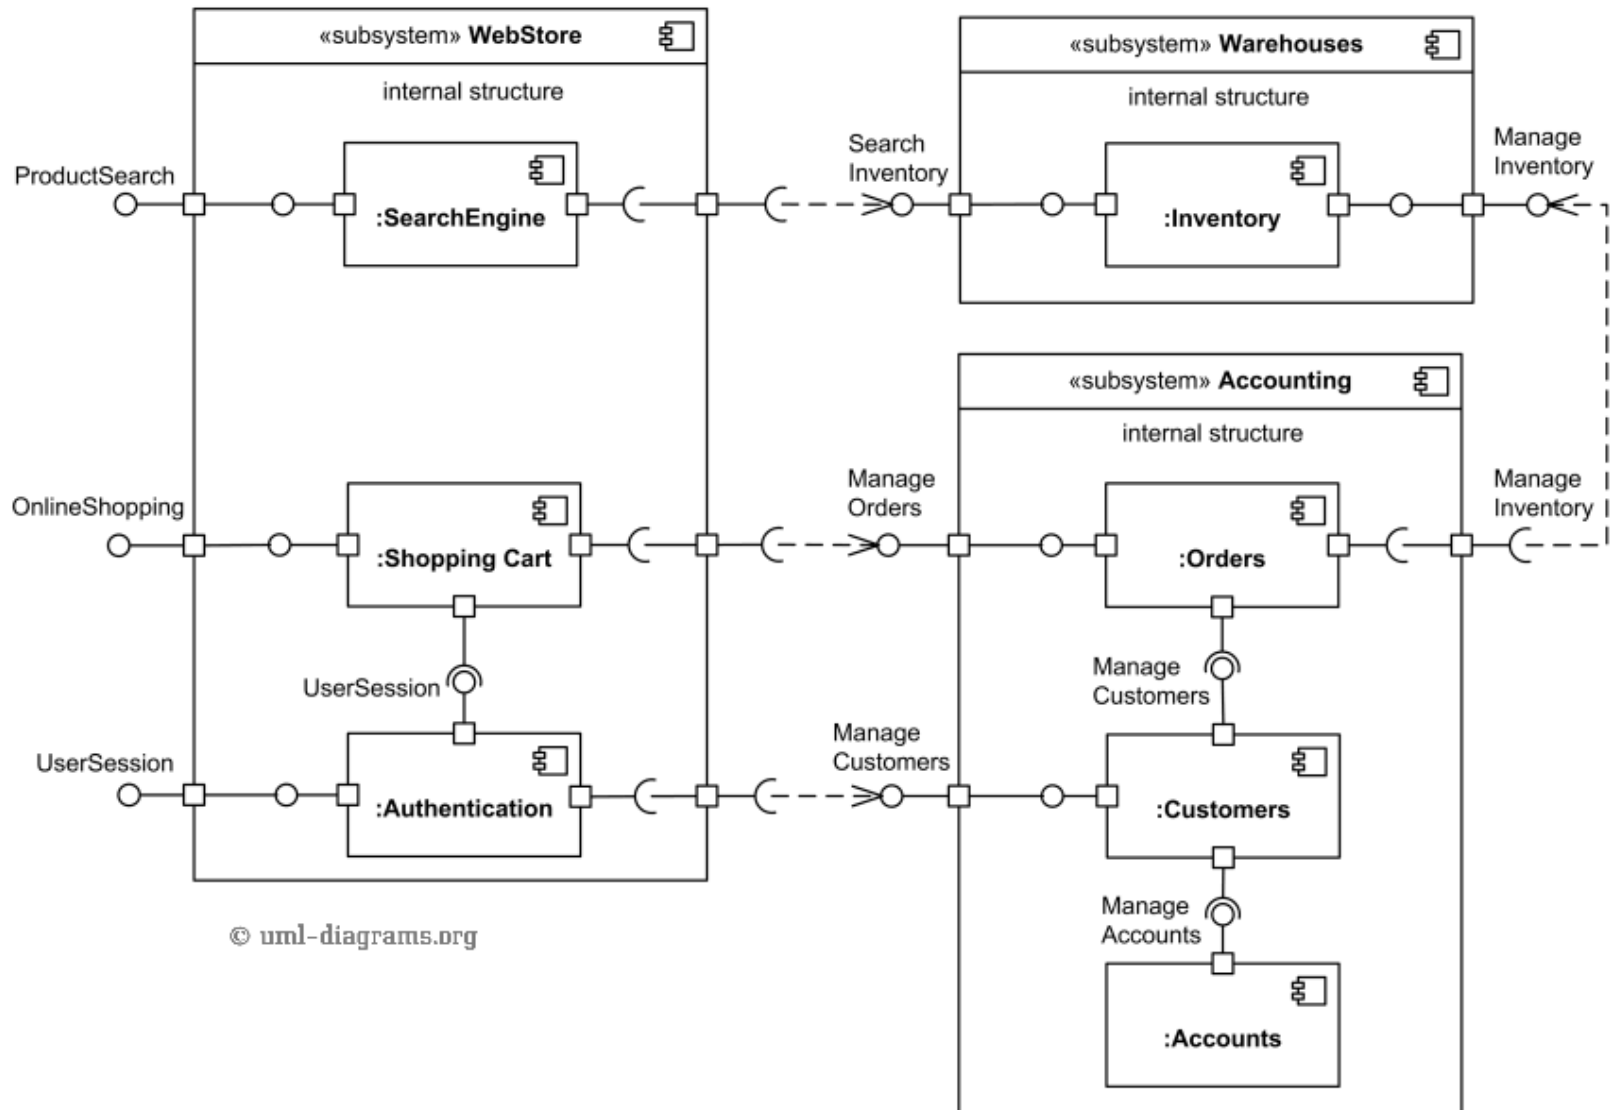 «subsystem» WebStore
internal structure
ProductSearch
:SearchEngine
OnlineShopping
:Shopping Cart
UserSession
UserSession
:Authentication
Search
Inventory
Manage
Orders
Manage
Customers
«subsystem» Warehouses
internal structure
:Inventory
Manage
Inventory
«subsystem» Accounting
internal structure
:Orders
Manage
Inventory
Manage
Customers
:Customers
Manage
Accounts
:Accounts
© uml-diagrams.org